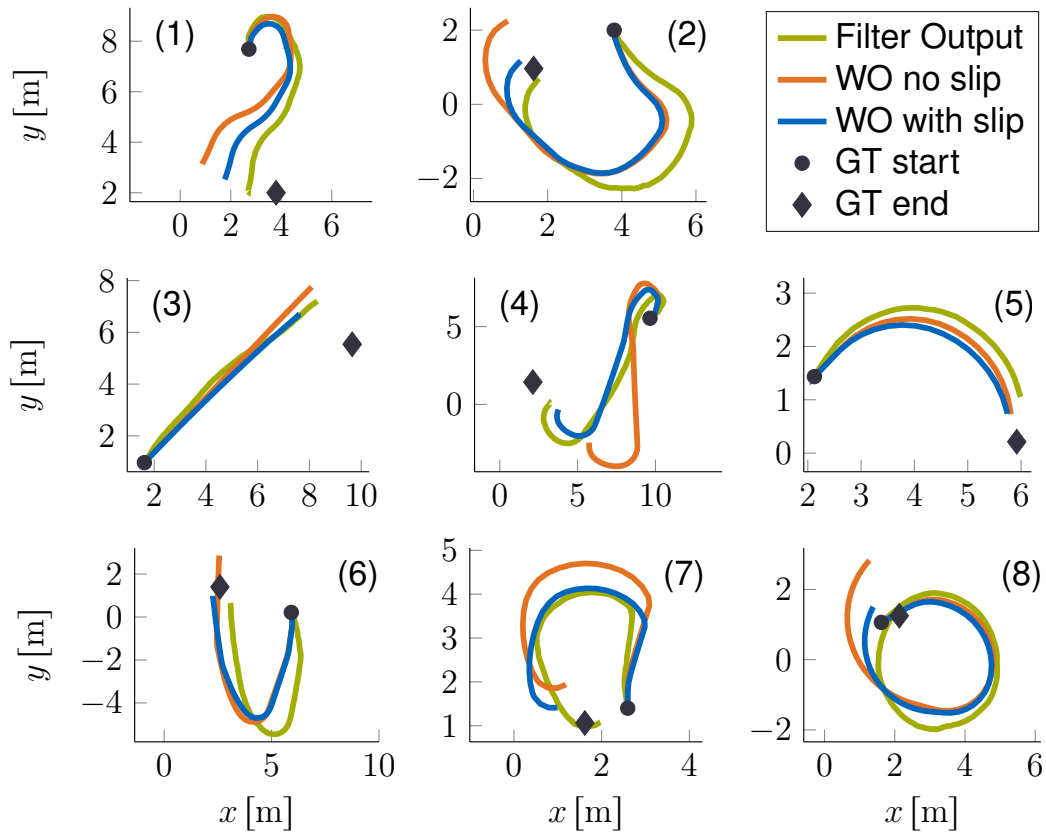 (1)
8
6
4
2
0 2 4 6
y [m]
(2)
2
0
−2
0 2 4 6
Filter Output
WO no slip
WO with slip
GT start
GT end
(3)
8
6
4
2
2 4 6 8 10
y [m]
(4)
5
0
0 5 10
(5)
3
2
1
0
2 3 4 5 6
(6)
2
0
−2
−4
0 5 10
y [m]
x [m]
(7)
5
4
3
2
1
0 2 4
x [m]
(8)
2
0
−2
0 2 4 6
x [m]